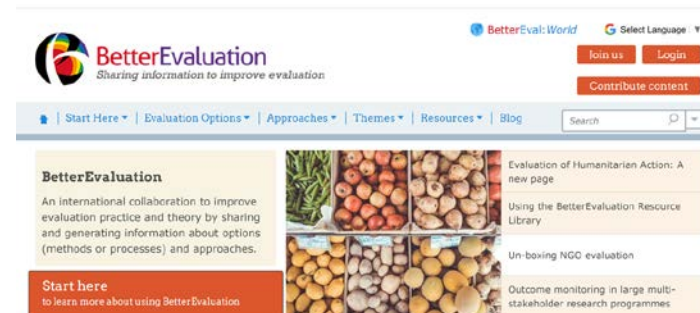 BetterEval: World
Select Language
Join us
Login
Contribute content
BetterEvaluation
Sharing information to improve evaluation
Start Here
Evaluation Options
Approaches
Themes
Resources
Blog
Search
BetterEvaluation
An international collaboration to improve
evaluation practice and theory by sharing
and generating information about options
(methods or processes) and approaches.
Start here
to learn more about using BetterEvaluation
Evaluation of Humanitarian Action: A
new page
Using the BetterEvaluation Resource
Library
Un-boxing NGO evaluation
Outcome monitoring in large multi-
stakeholder research programmes